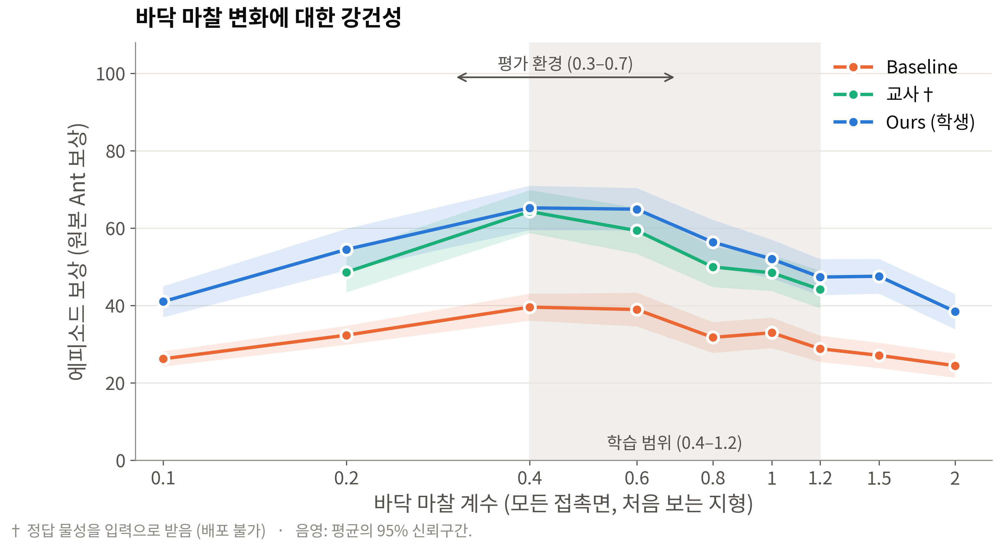 바닥 마찰 변화에 대한 강건성
평가 환경 (0.3–0.7)
Baseline
교사 †
Ours (학생)
에피소드 보상 (원본 Ant 보상)
100
80
60
40
20
0
학습 범위 (0.4–1.2)
0.1 0.2 0.4 0.6 0.8 1 1.2 1.5 2
바닥 마찰 계수 (모든 접촉면, 처음 보는 지형)
† 정답 물성을 입력으로 받음 (배포 불가) · 음영: 평균의 95% 신뢰구간.